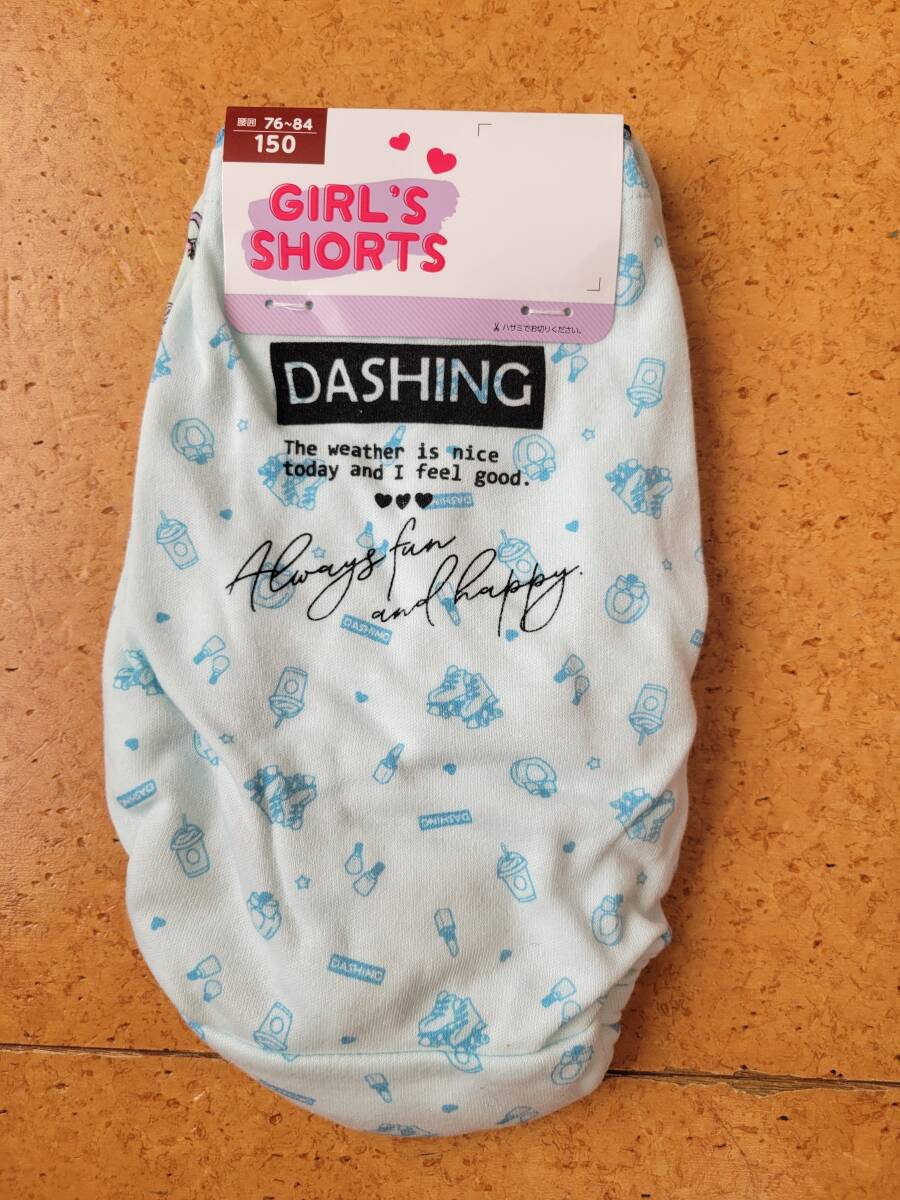 腰囲 76~84
150
GIRL'S
SHORTS
ハサミでお切りください。
DASHING
The weather is nice
today and I feel good.
DASHING
Always fun
and happy.
DASHING
DASHING
DASHING
DASHING